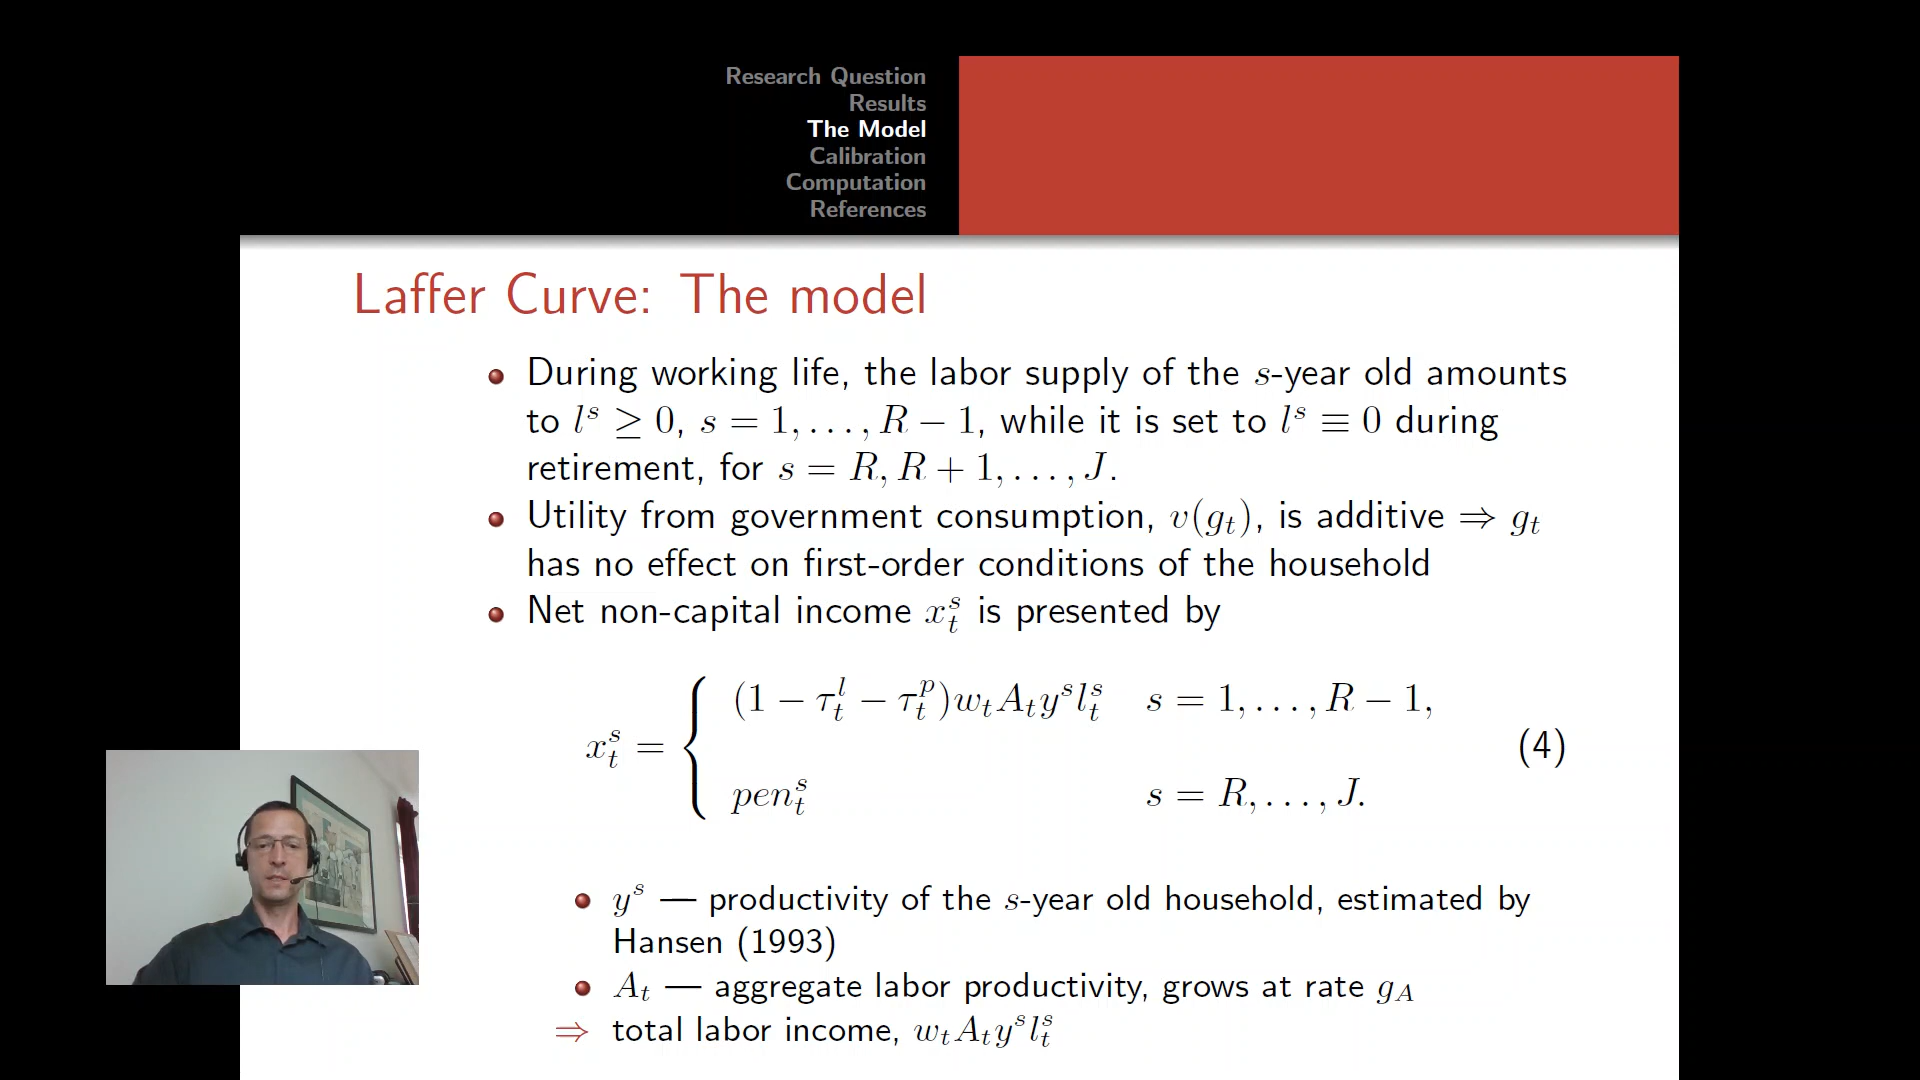 Research Question
Results
The Model
Calibration
Computation
References
Laffer Curve: The model
During working life, the labor supply of the s-year old amounts
to l^s ≥ 0, s = 1, . . . , R − 1, while it is set to l^s ≡ 0 during
retirement, for s = R, R + 1, . . . , J.
Utility from government consumption, v(g_t), is additive ⇒ g_t
has no effect on first-order conditions of the household
Net non-capital income x_t^s is presented by
x_t^s = { (1 − τ_t^l − τ_t^p) w_t A_t y^s l_t^s s = 1, . . . , R − 1,
pen_t^s s = R, . . . , J. (4)
y^s — productivity of the s-year old household, estimated by
Hansen (1993)
A_t — aggregate labor productivity, grows at rate g_A
⇒ total labor income, w_t A_t y^s l_t^s